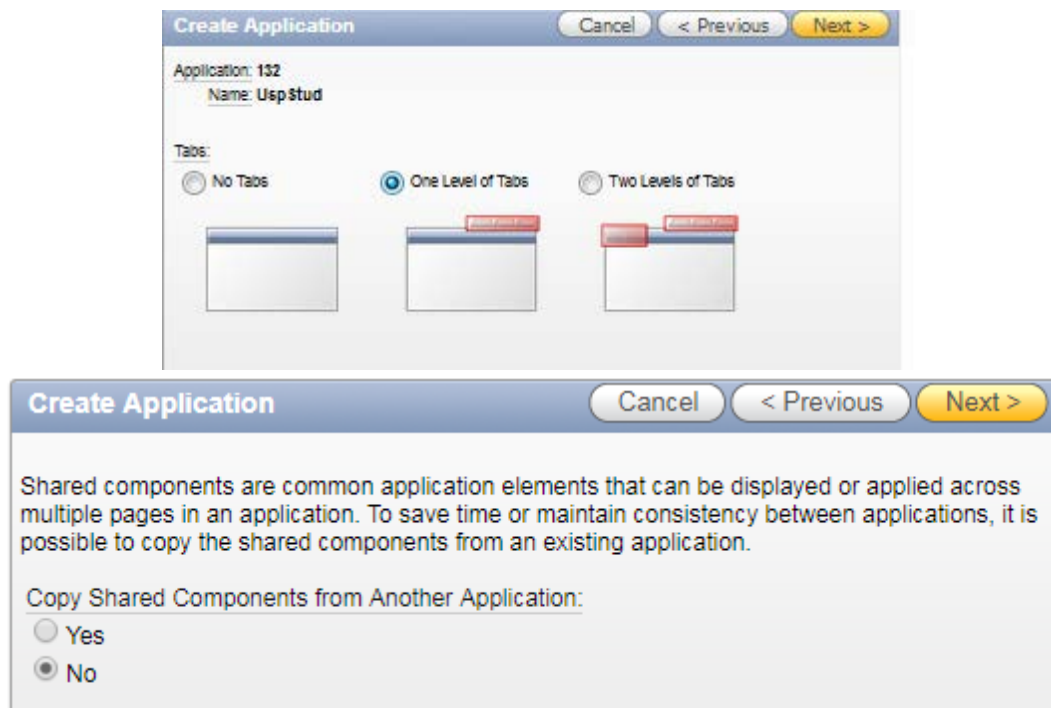 Create Application
Cancel
< Previous
Next >
Application: 132
Name: UspStud
Tabs:
No Tabs
One Level of Tabs
Two Levels of Tabs
Create Application
Cancel
< Previous
Next >
Shared components are common application elements that can be displayed or applied across
multiple pages in an application. To save time or maintain consistency between applications, it is
possible to copy the shared components from an existing application.
Copy Shared Components from Another Application:
Yes
No